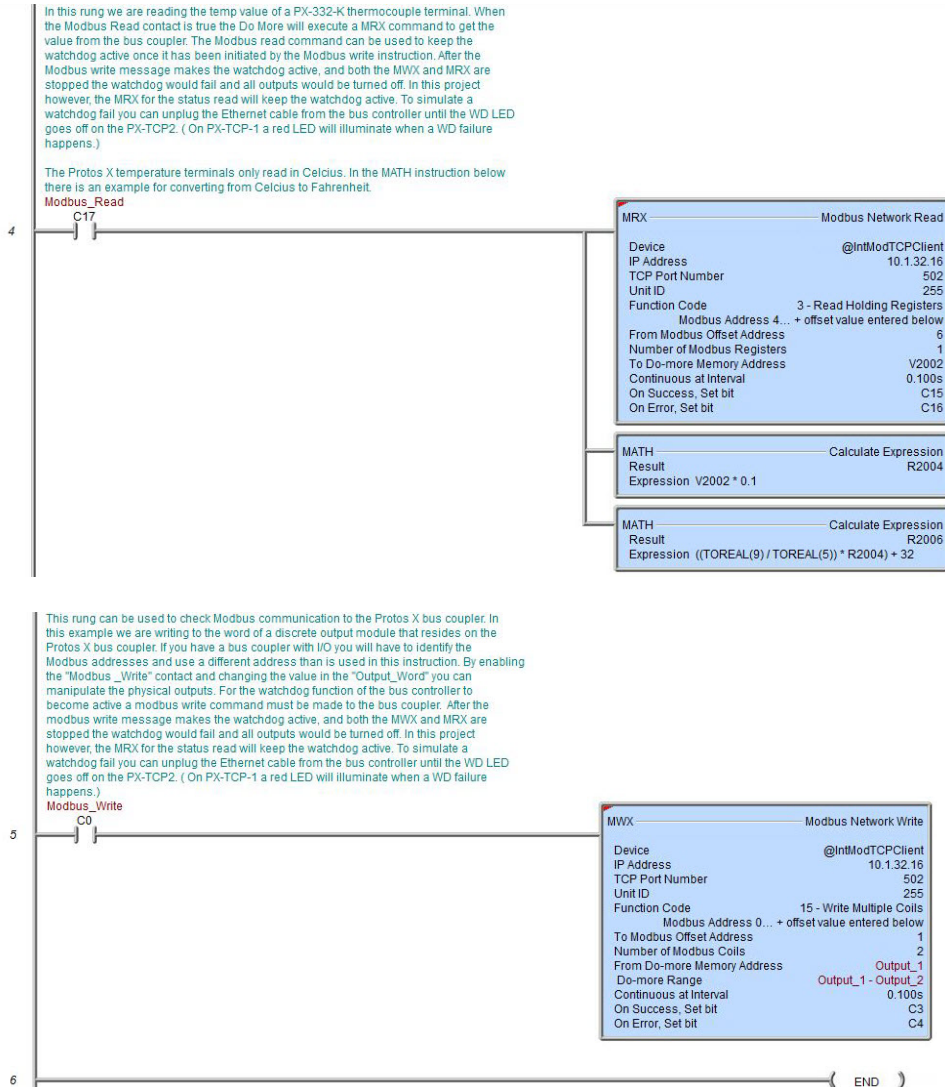 In this rung we are reading the temp value of a PX-332-K thermocouple terminal. When
the Modbus Read contact is true the Do More will execute a MRX command to get the
value from the bus coupler. The Modbus read command can be used to keep the
watchdog active once it has been initiated by the Modbus write instruction. After the
Modbus write message makes the watchdog active, and both the MWX and MRX are
stopped the watchdog would fail and all outputs would be turned off. In this project
however, the MRX for the status read will keep the watchdog active. To simulate a
watchdog fail you can unplug the Ethernet cable from the bus controller until the WD LED
goes off on the PX-TCP2. ( On PX-TCP-1 a red LED will illuminate when a WD failure
happens.)
The Protos X temperature terminals only read in Celcius. In the MATH instruction below
there is an example for converting from Celcius to Fahrenheit.
Modbus_Read
C17
4
MRX Modbus Network Read
Device @IntModTCPClient
IP Address 10.1.32.16
TCP Port Number 502
Unit ID 255
Function Code 3 - Read Holding Registers
Modbus Address 4... + offset value entered below
From Modbus Offset Address 6
Number of Modbus Registers 1
To Do-more Memory Address V2002
Continuous at Interval 0.100s
On Success, Set bit C15
On Error, Set bit C16
MATH Calculate Expression
Result R2004
Expression V2002 * 0.1
MATH Calculate Expression
Result R2006
Expression ((TOREAL(9) / TOREAL(5)) * R2004) + 32
This rung can be used to check Modbus communication to the Protos X bus coupler. In
this example we are writing to the word of a discrete output module that resides on the
Protos X bus coupler. If you have a bus coupler with I/O you will have to identify the
Modbus addresses and use a different address than is used in this instruction. By enabling
the "Modbus _Write" contact and changing the value in the "Output_Word" you can
manipulate the physical outputs. For the watchdog function of the bus controller to
become active a modbus write command must be made to the bus coupler. After the
modbus write message makes the watchdog active, and both the MWX and MRX are
stopped the watchdog would fail and all outputs would be turned off. In this project
however, the MRX for the status read will keep the watchdog active. To simulate a
watchdog fail you can unplug the Ethernet cable from the bus controller until the WD LED
goes off on the PX-TCP2. ( On PX-TCP-1 a red LED will illuminate when a WD failure
happens.)
Modbus_Write
C0
5
MWX Modbus Network Write
Device @IntModTCPClient
IP Address 10.1.32.16
TCP Port Number 502
Unit ID 255
Function Code 15 - Write Multiple Coils
Modbus Address 0... + offset value entered below
To Modbus Offset Address 1
Number of Modbus Coils 2
From Do-more Memory Address Output_1
Do-more Range Output_1 - Output_2
Continuous at Interval 0.100s
On Success, Set bit C3
On Error, Set bit C4
6
( END )